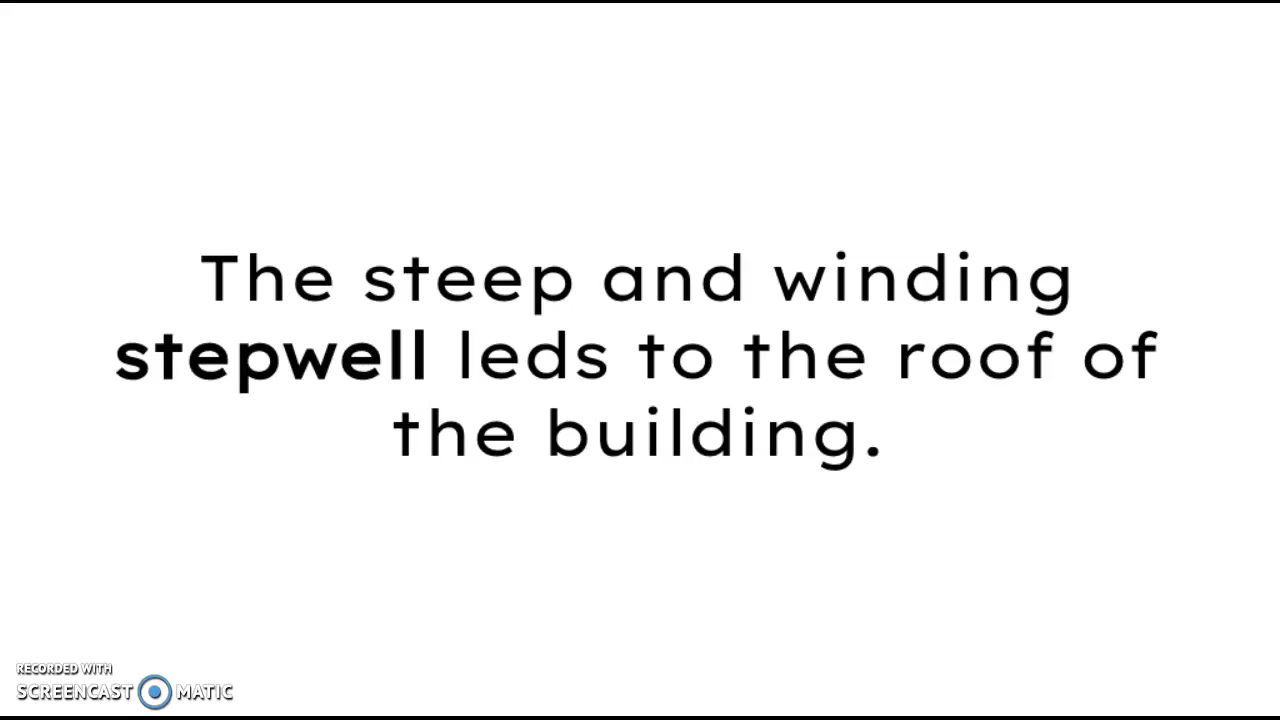 The steep and winding
stepwell leds to the roof of
the building.
RECORDED WITH
SCREENCAST MATIC